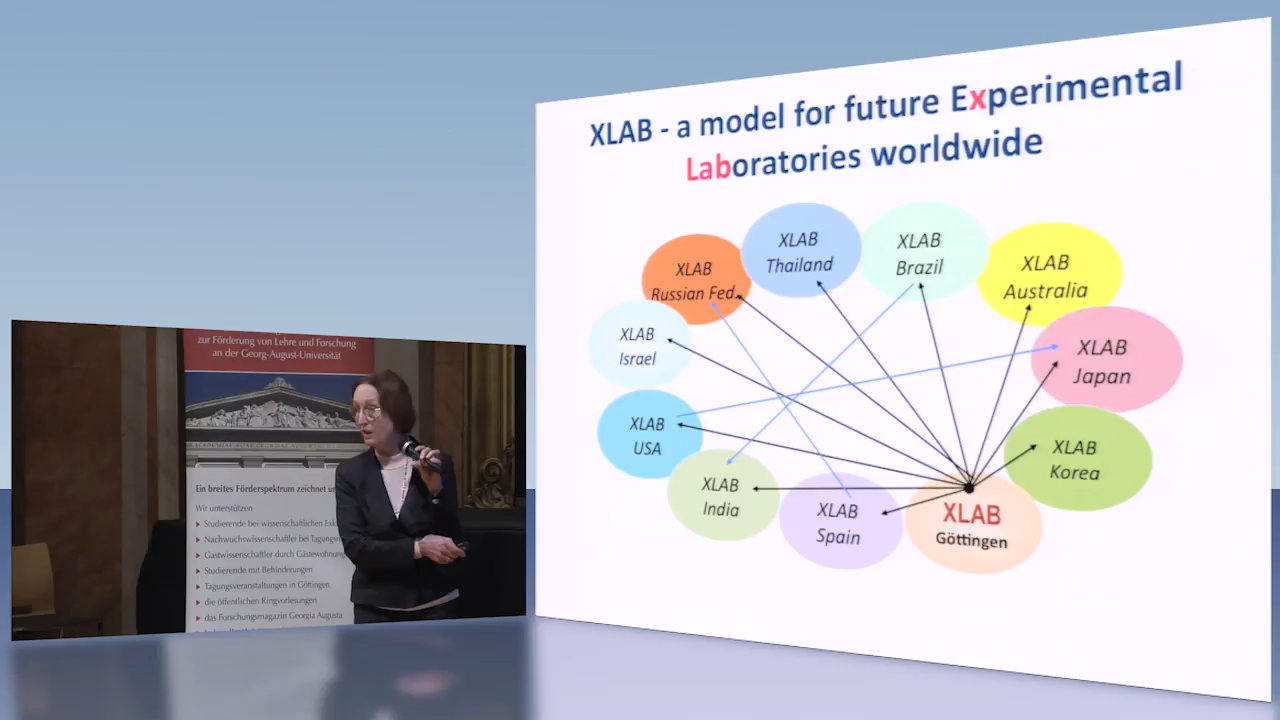 XLAB - a model for future Experimental
Laboratories worldwide
XLAB
Thailand
XLAB
Brazil
XLAB
Russian Fed.
XLAB
Australia
XLAB
Israel
XLAB
Japan
XLAB
USA
XLAB
Korea
XLAB
India
XLAB
Spain
XLAB
Göttingen
zur Förderung von Lehre und Forschung
an der Georg-August-Universität
Ein breites Förderspektrum zeichnet
Wir unterstützen
Studierende bei wissenschaftlichen
Nachwuchswissenschaftler bei
Gastwissenschaftler durch
Studierende mit Behinderungen
Tagungsveranstaltungen in Göttingen
die öffentlichen Ringvorlesungen
das Forschungsmagazin Georgia Augusta